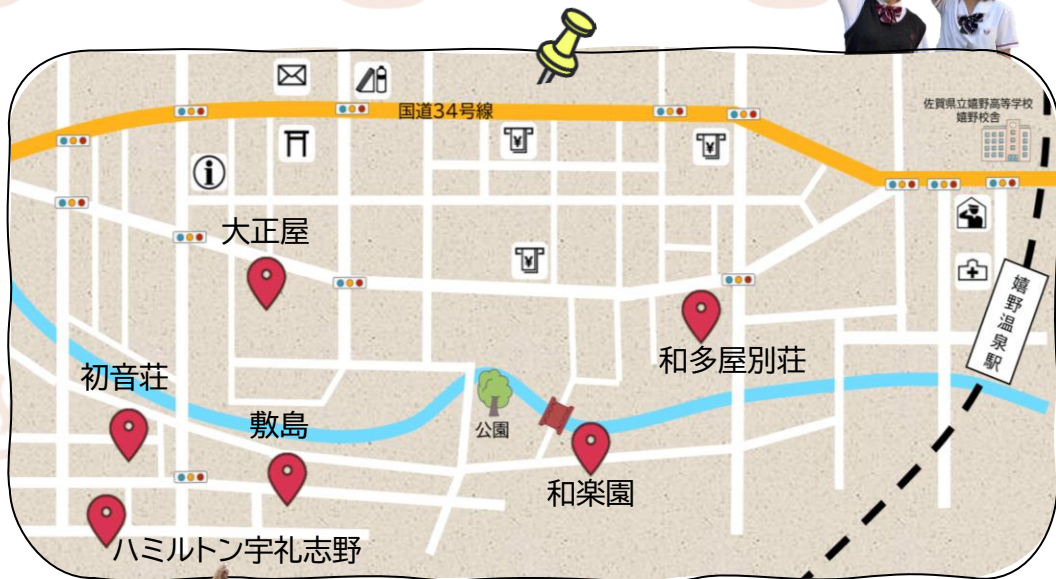 佐賀県立嬉野高等学校
嬉野校舎
国道34号線
¥
¥
大正屋
¥
嬉野温泉駅
和多屋別荘
初音荘
敷島
公園
和楽園
ハミルトン宇礼志野